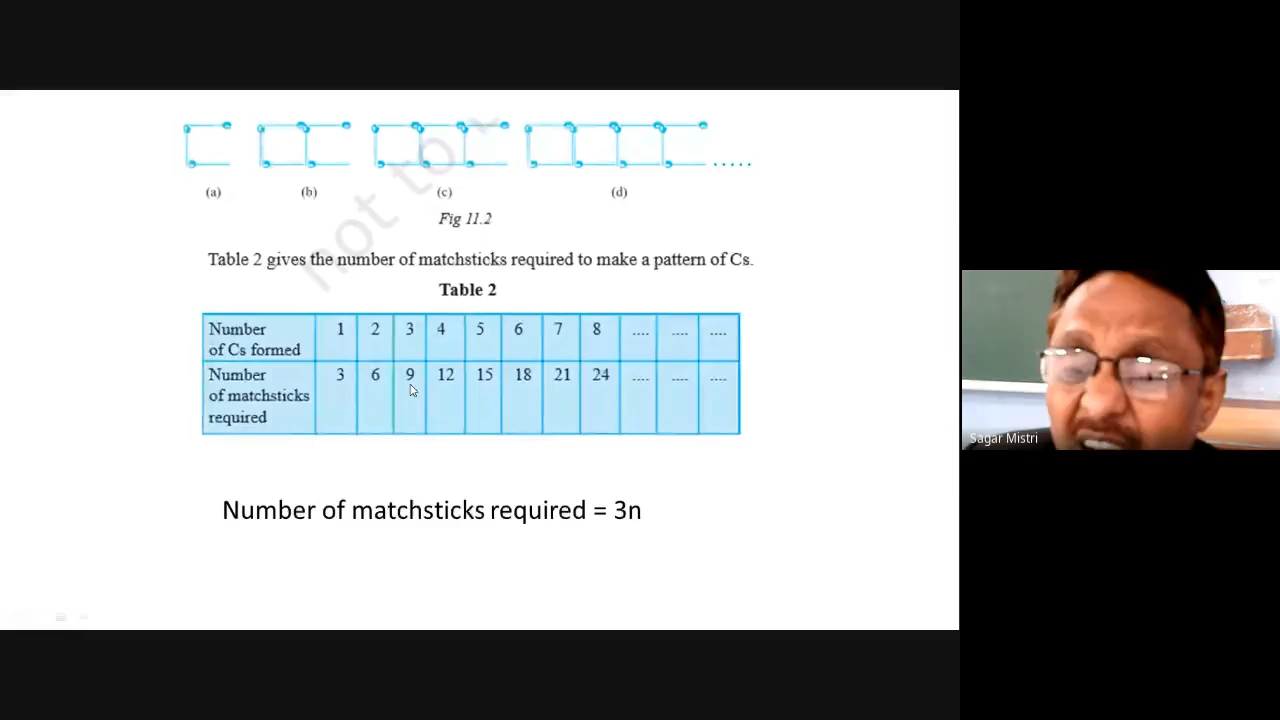 (a) (b) (c) (d)
Fig 11.2
not to
Table 2 gives the number of matchsticks required to make a pattern of Cs.
Table 2
Number of Cs formed 1 2 3 4 5 6 7 8 .... .... ....
Number of matchsticks required 3 6 9 12 15 18 21 24 .... .... ....
Number of matchsticks required = 3n
Sagar Mistri